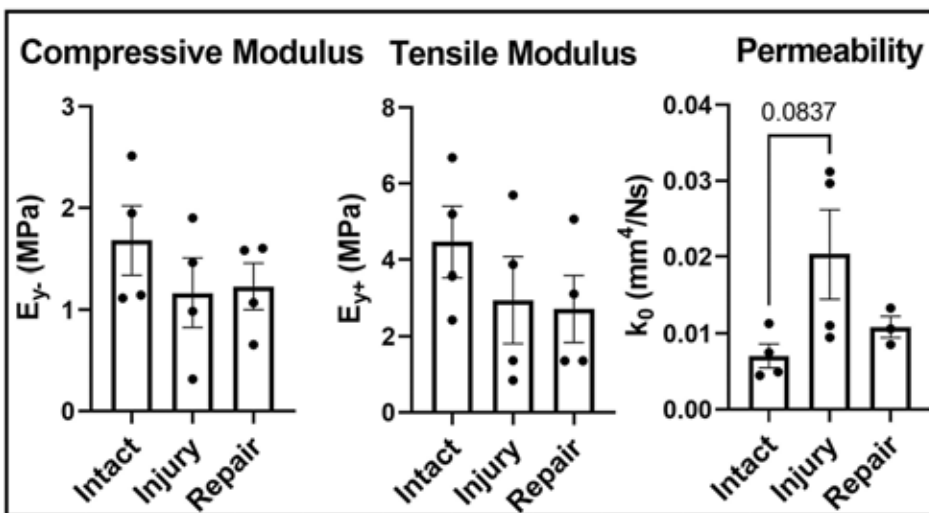 Compressive Modulus
3
2
1
0
E_y- (MPa)
Intact
Injury
Repair
Tensile Modulus
8
6
4
2
0
E_y+ (MPa)
Intact
Injury
Repair
Permeability
0.0837
0.04
0.03
0.02
0.01
0.00
k₀ (mm⁴/Ns)
Intact
Injury
Repair